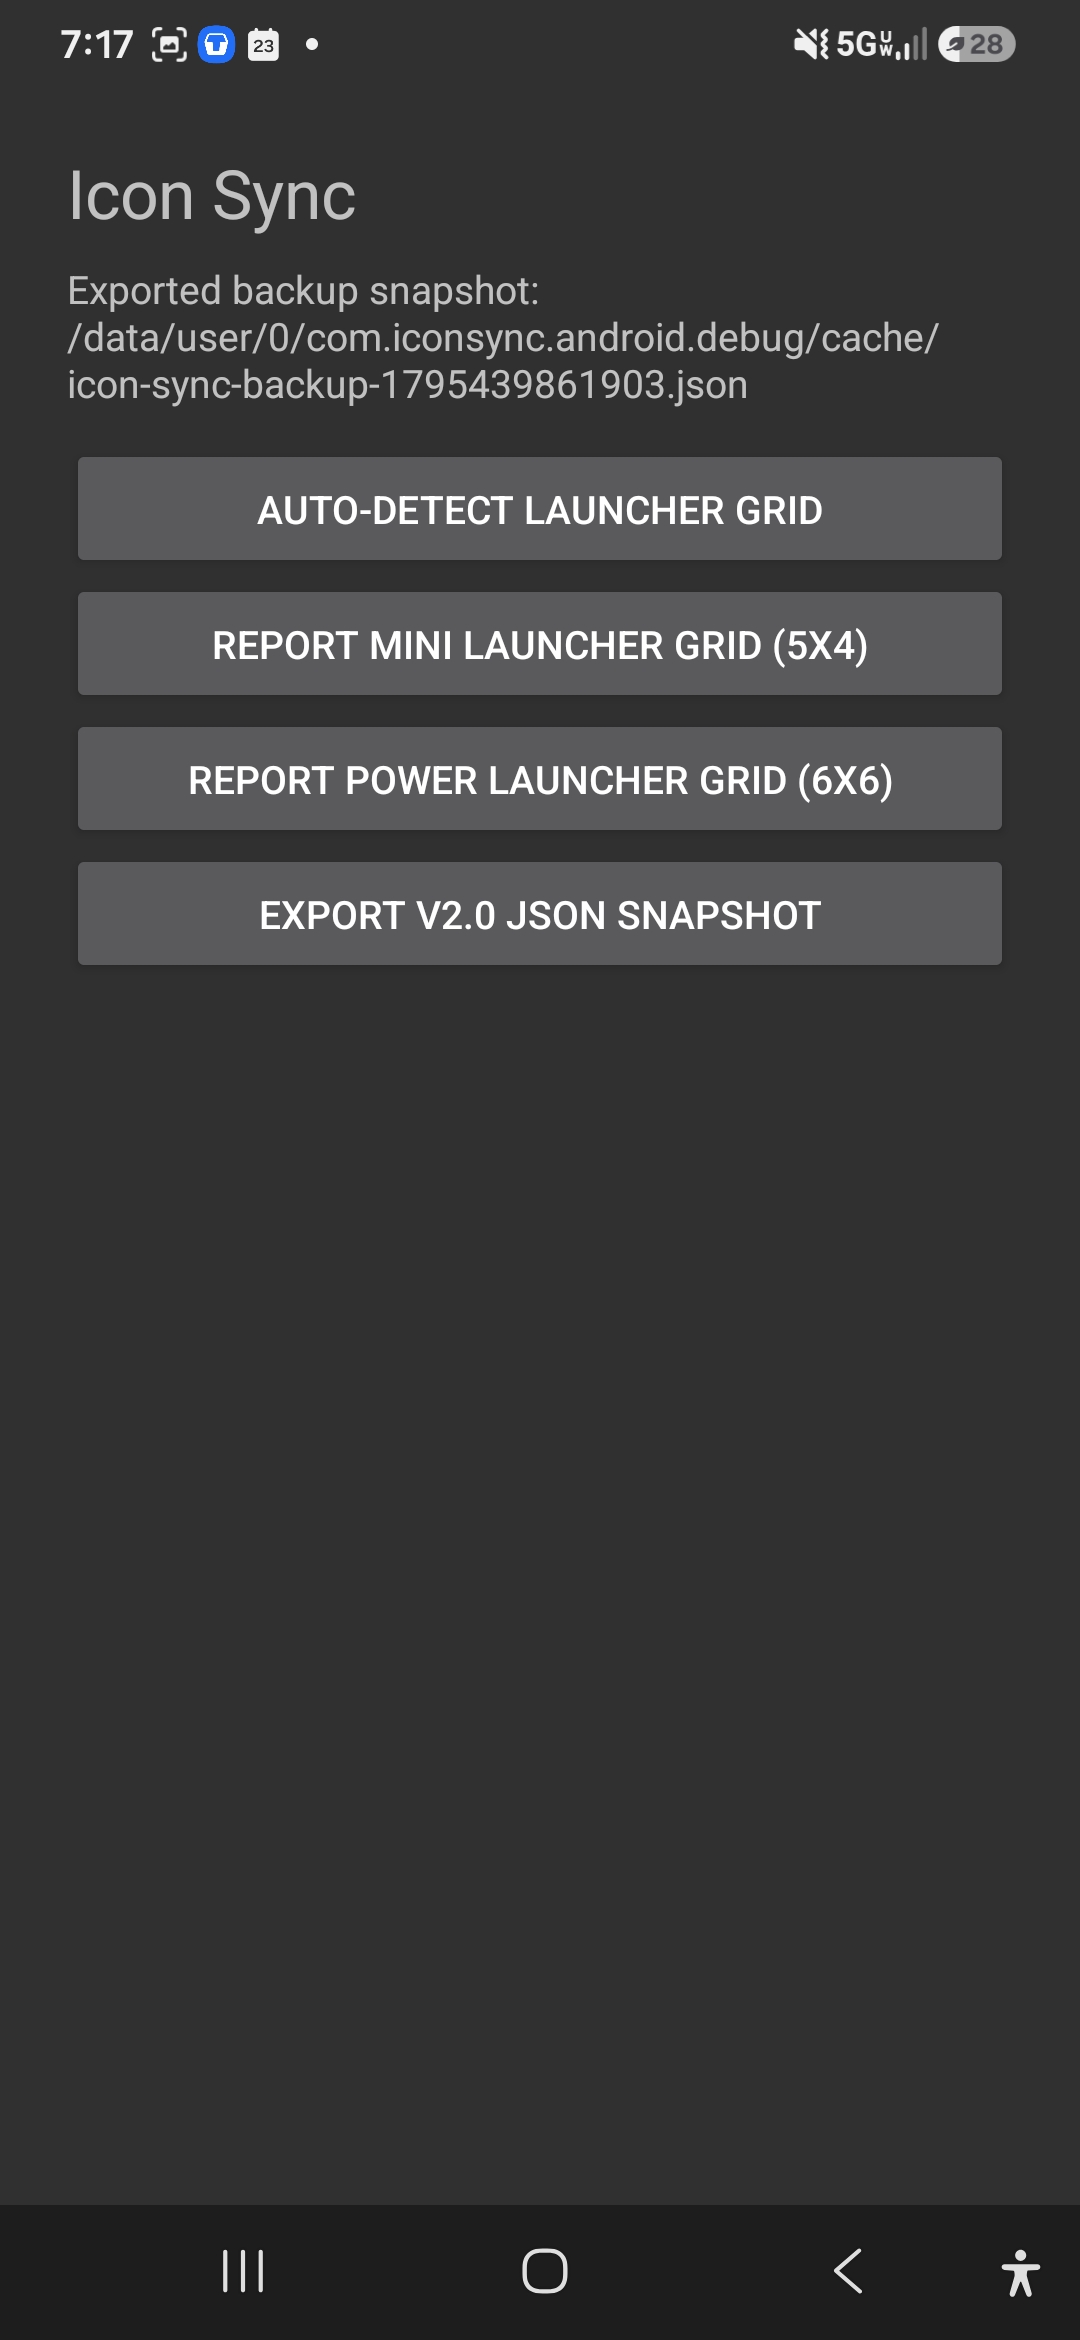 7:17 23 5G UW 28
Icon Sync
Exported backup snapshot:
/data/user/0/com.iconsync.android.debug/cache/
icon-sync-backup-1795439861903.json
AUTO-DETECT LAUNCHER GRID
REPORT MINI LAUNCHER GRID (5X4)
REPORT POWER LAUNCHER GRID (6X6)
EXPORT V2.0 JSON SNAPSHOT